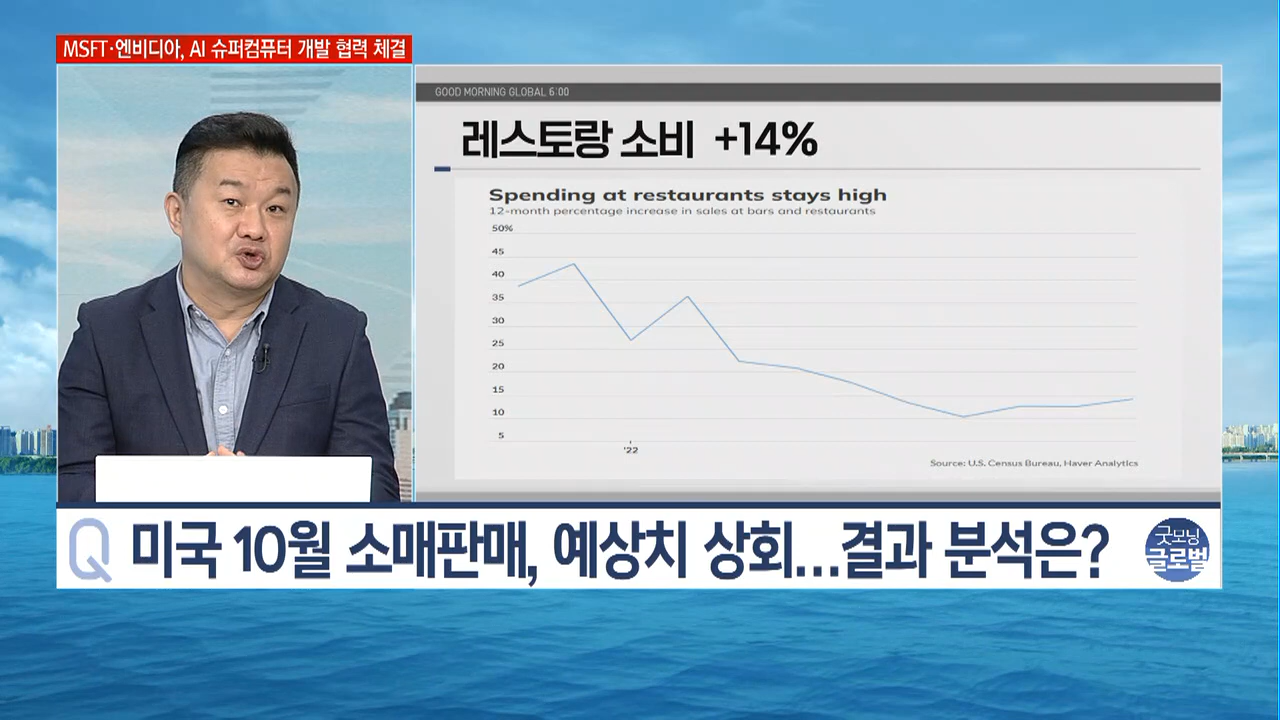 MSFT·엔비디아, AI 슈퍼컴퓨터 개발 협력 체결
GOOD MORNING GLOBAL 6:00
레스토랑 소비 +14%
Spending at restaurants stays high
12-month percentage increase in sales at bars and restaurants
50%
45
40
35
30
25
20
15
10
5
'22
Source: U.S. Census Bureau, Haver Analytics
Q 미국 10월 소매판매, 예상치 상회...결과 분석은?
굿모닝
글로벌